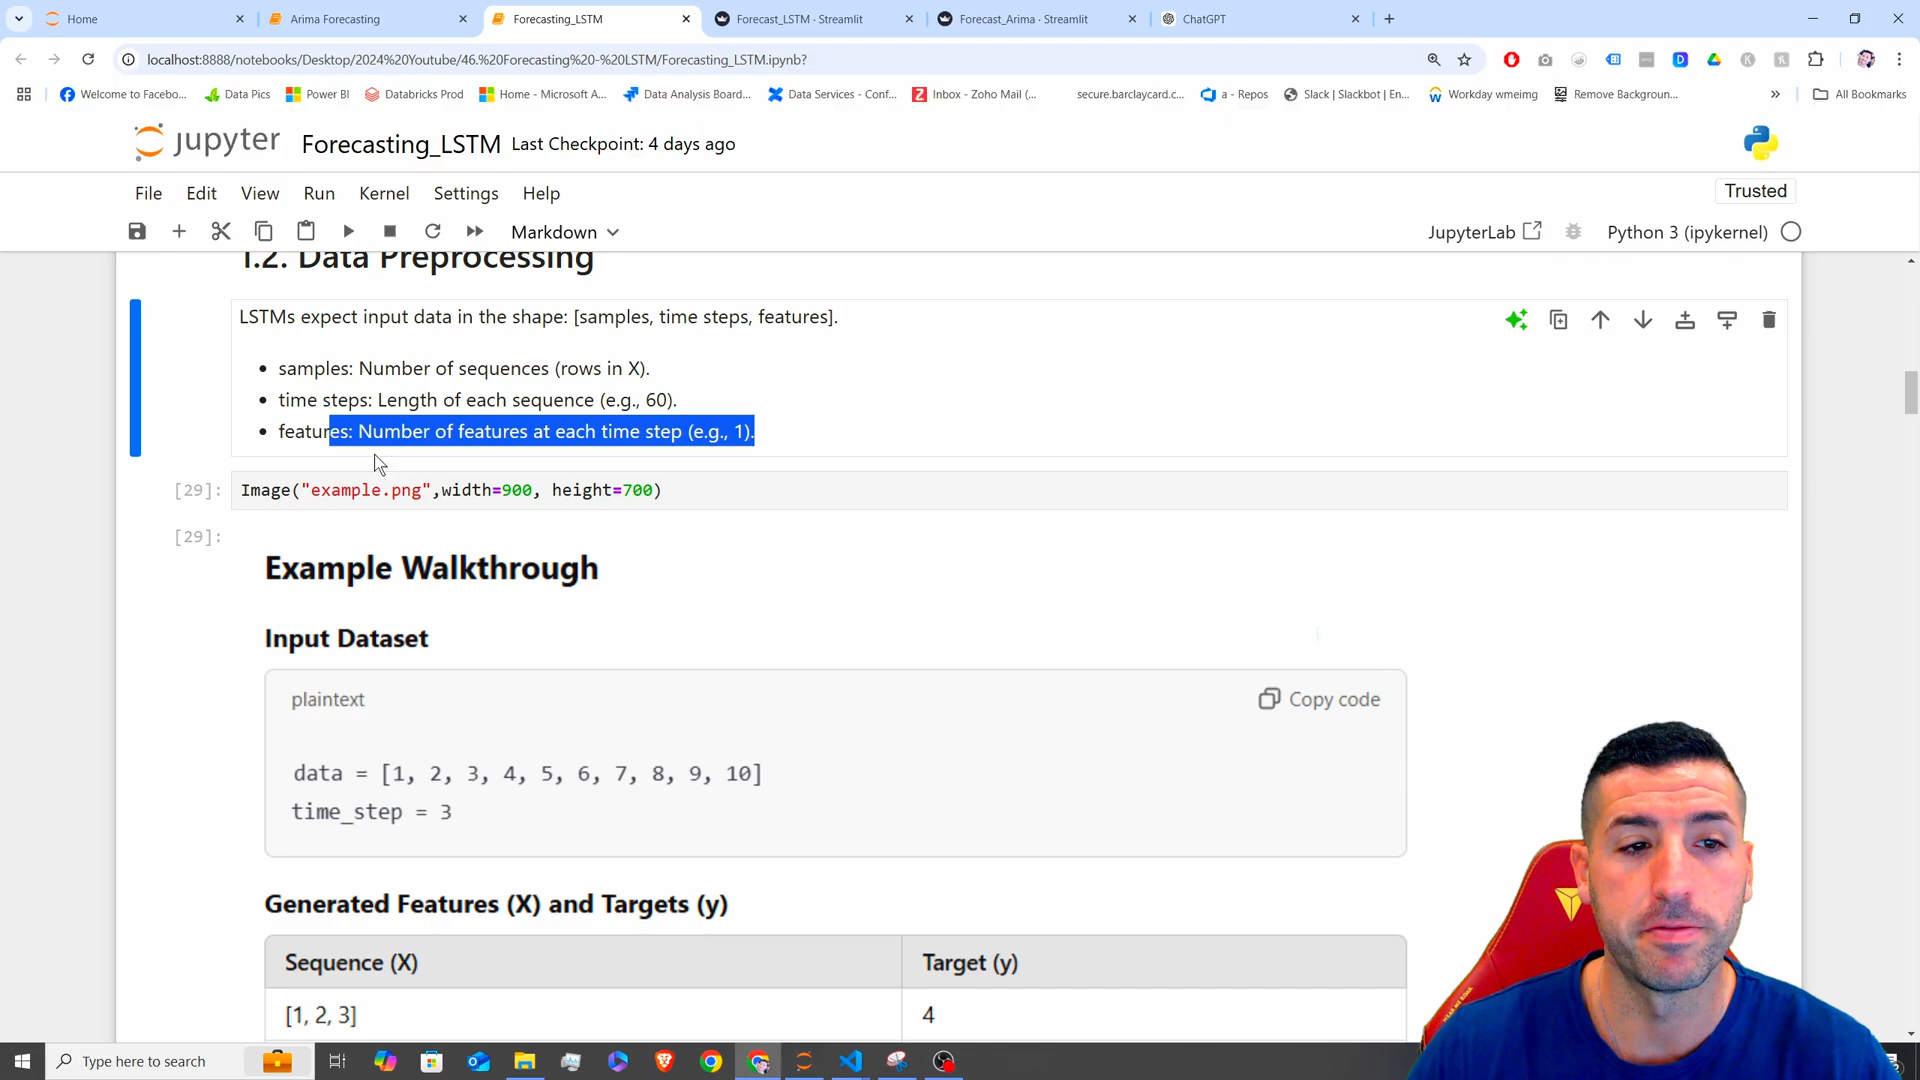 Home
Arima Forecasting
Forecasting_LSTM
Forecast_LSTM · Streamlit
Forecast_Arima · Streamlit
ChatGPT
localhost:8888/notebooks/Desktop/2024%20Youtube/46.%20Forecasting%20-%20LSTM/Forecasting_LSTM.ipynb?
Welcome to Facebo...
Data Pics
Power BI
Databricks Prod
Home - Microsoft A...
Data Analysis Board...
Data Services - Conf...
Inbox - Zoho Mail (...
secure.barclaycard.c...
a - Repos
Slack | Slackbot | En...
Workday wmeimg
Remove Backgroun...
All Bookmarks
jupyter
Forecasting_LSTM
Last Checkpoint: 4 days ago
File
Edit
View
Run
Kernel
Settings
Help
Trusted
Markdown
JupyterLab
Python 3 (ipykernel)
1.2. Data Preprocessing
LSTMs expect input data in the shape: [samples, time steps, features].
• samples: Number of sequences (rows in X).
• time steps: Length of each sequence (e.g., 60).
• features: Number of features at each time step (e.g., 1).
[29]:
Image("example.png",width=900, height=700)
[29]:
Example Walkthrough
Input Dataset
plaintext
Copy code
data = [1, 2, 3, 4, 5, 6, 7, 8, 9, 10]
time_step = 3
Generated Features (X) and Targets (y)
Sequence (X)
Target (y)
[1, 2, 3]
4
Type here to search